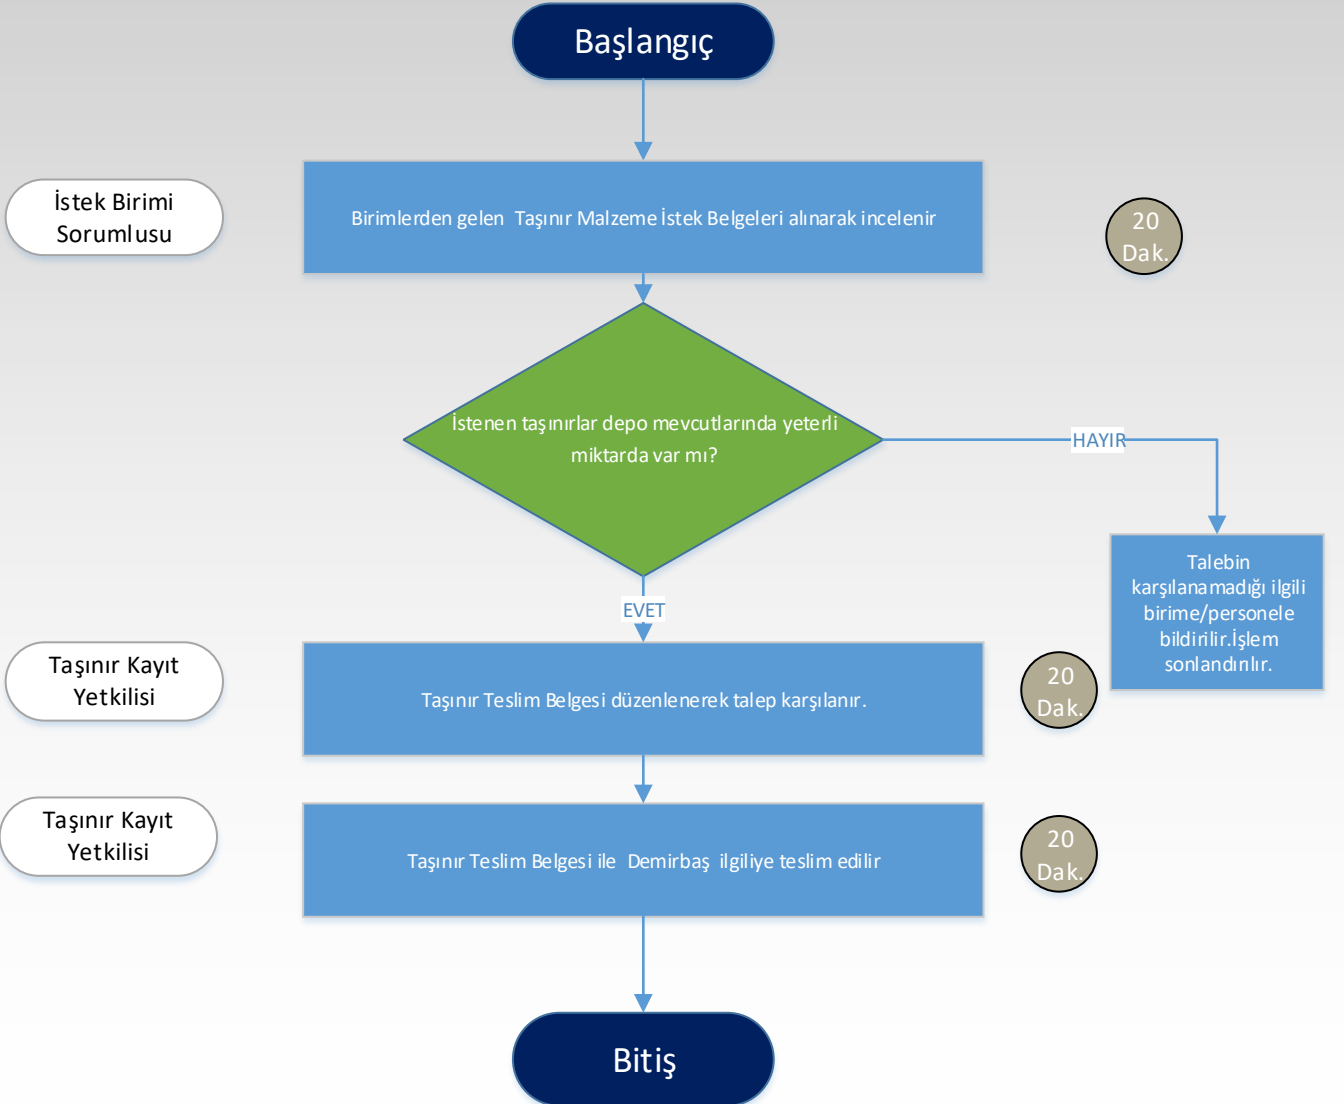 Başlangıç
İstek Birimi
Sorumlusu
Birimlerden gelen Taşınır Malzeme İstek Belgeleri alınarak incelenir
20
Dak.
İstenen taşınırlar depo mevcutlarında yeterli
miktarda var mı?
HAYIR
Talebin
karşılanamadığı ilgili
birime/personele
bildirilir.İşlem
sonlandırılır.
EVET
Taşınır Kayıt
Yetkilisi
Taşınır Teslim Belgesi düzenlenerek talep karşılanır.
20
Dak.
Taşınır Kayıt
Yetkilisi
Taşınır Teslim Belgesi ile Demirbaş ilgiliye teslim edilir
20
Dak.
Bitiş